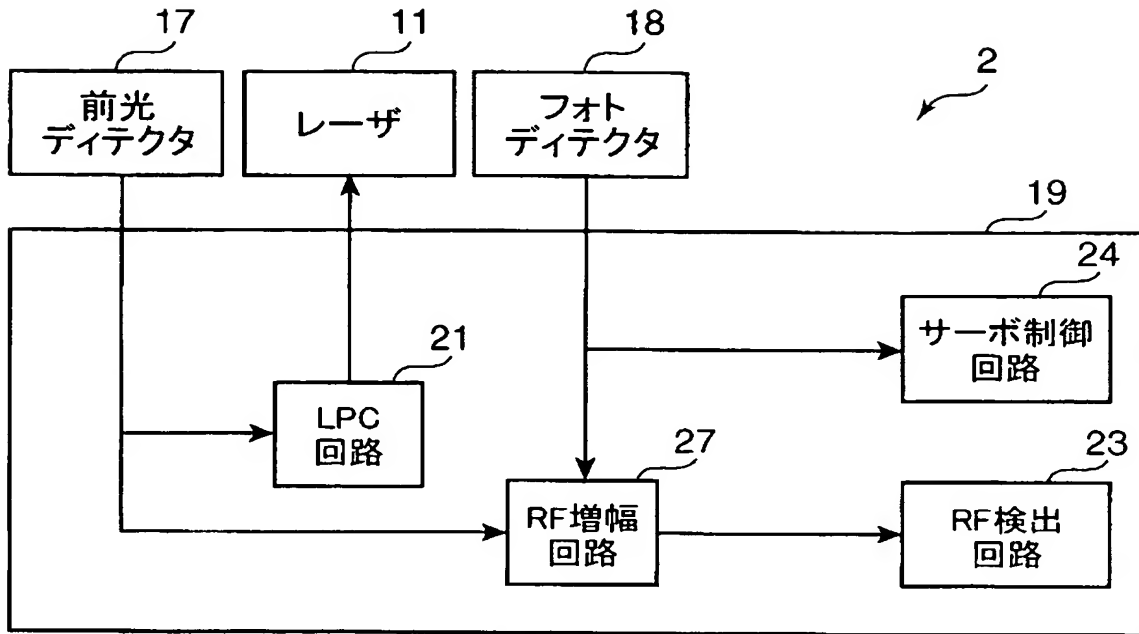 17
11
18
2
前光
ディテクタ
レーザ
フォト
ディテクタ
19
24
サーボ制御
回路
21
LPC
回路
27
23
RF増幅
回路
RF検出
回路